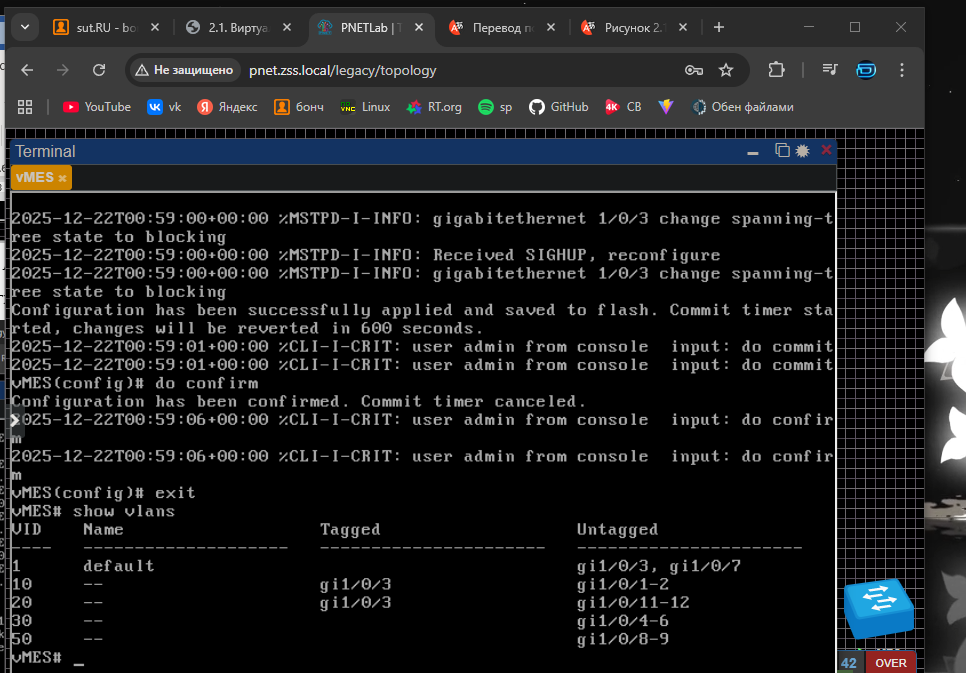 sut.RU - bo
2.1. Виртуа
PNETLab | T
Перевод по
Рисунок 2.
Не защищено
pnet.zss.local/legacy/topology
YouTube
vk
Яндекс
бонч
Linux
RT.org
sp
GitHub
СВ
Обен файлами
Terminal
vMES
2025-12-22T00:59:00+00:00 %MSTPD-I-INFO: gigabitethernet 1/0/3 change spanning-t
ree state to blocking
2025-12-22T00:59:00+00:00 %MSTPD-I-INFO: Received SIGHUP, reconfigure
2025-12-22T00:59:00+00:00 %MSTPD-I-INFO: gigabitethernet 1/0/3 change spanning-t
ree state to blocking
Configuration has been successfully applied and saved to flash. Commit timer sta
rted, changes will be reverted in 600 seconds.
2025-12-22T00:59:01+00:00 %CLI-I-CRIT: user admin from console  input: do commit
2025-12-22T00:59:01+00:00 %CLI-I-CRIT: user admin from console  input: do commit
vMES(config)# do confirm
Configuration has been confirmed. Commit timer canceled.
2025-12-22T00:59:06+00:00 %CLI-I-CRIT: user admin from console  input: do confir
m
2025-12-22T00:59:06+00:00 %CLI-I-CRIT: user admin from console  input: do confir
m
vMES(config)# exit
vMES# show vlans
VID Name Tagged Untagged
---- -------------------- ---------------------- ----------------------
1 default gi1/0/3, gi1/0/7
10 -- gi1/0/3 gi1/0/1-2
20 -- gi1/0/3 gi1/0/11-12
30 -- gi1/0/4-6
50 -- gi1/0/8-9
vMES# _
42
OVER